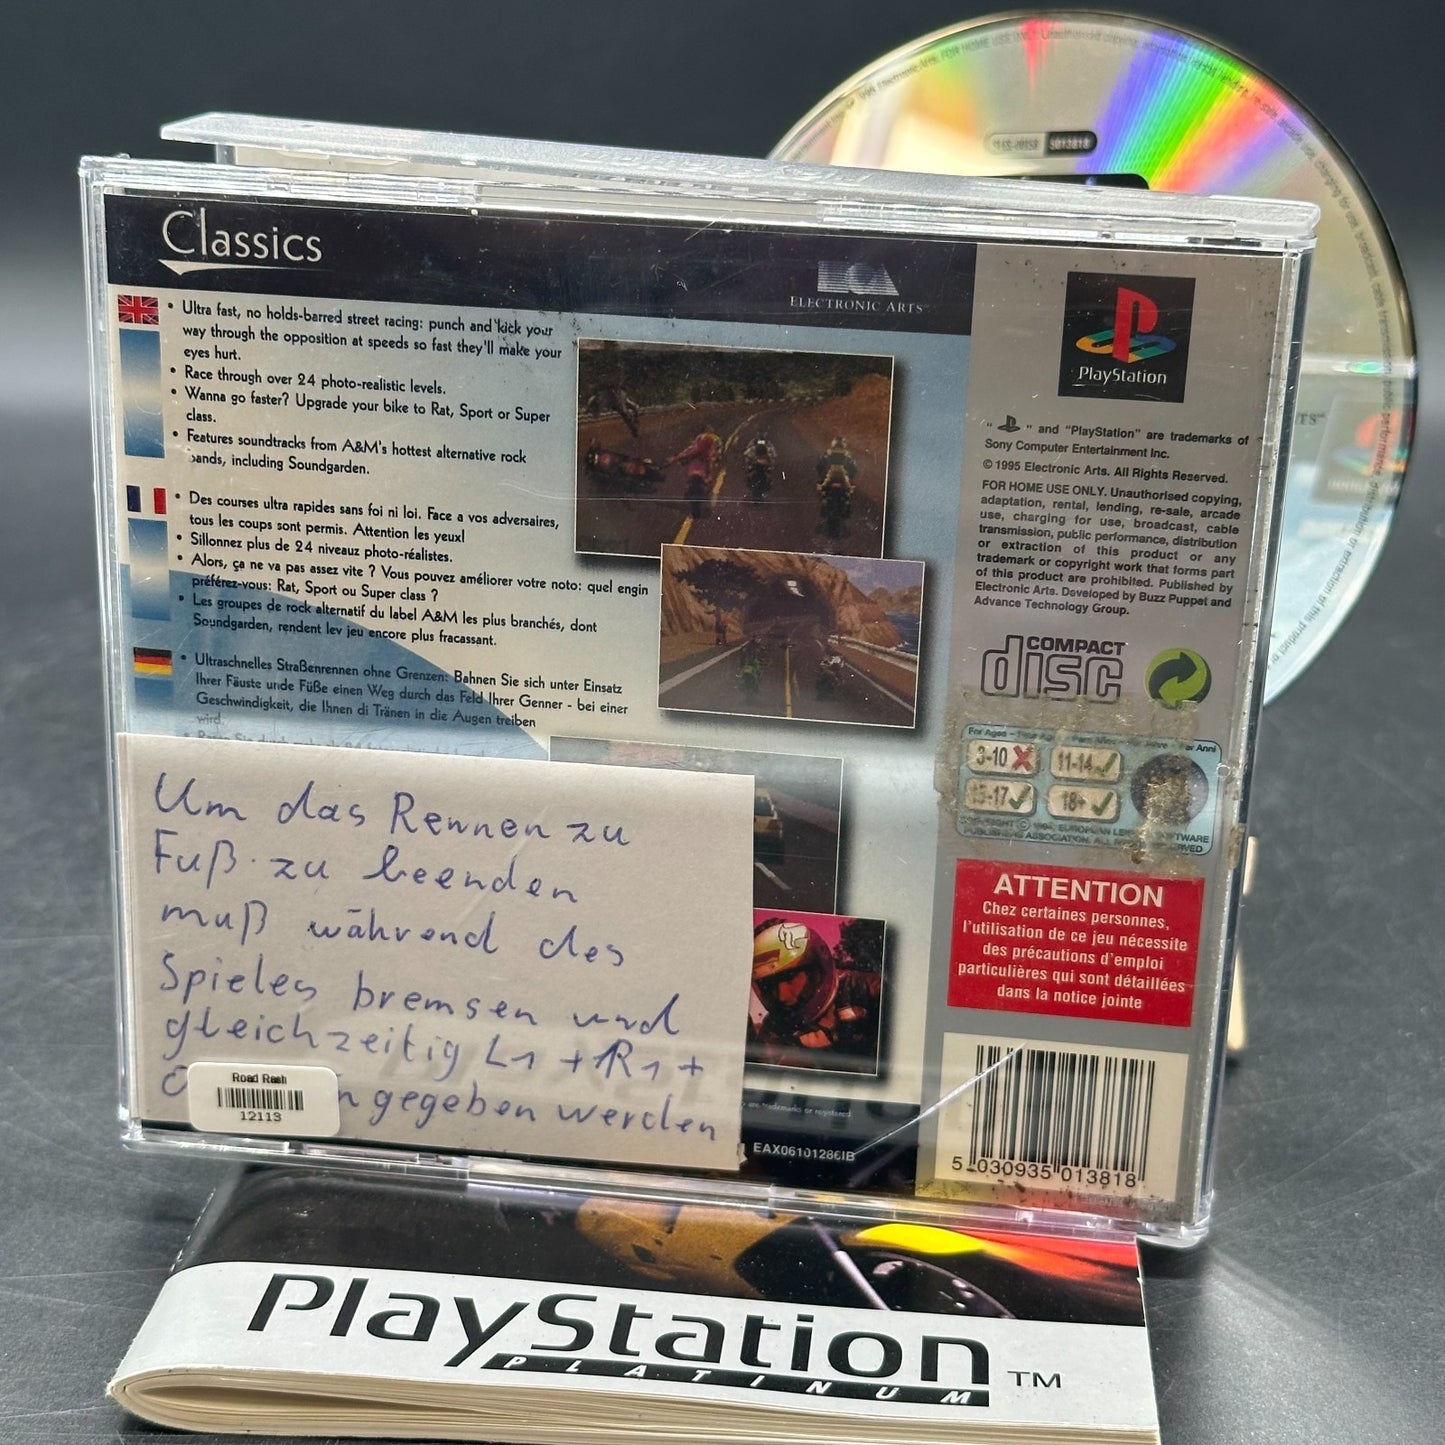 Classics
ELECTRONIC ARTS™
• Ultra fast, no holds-barred street racing: punch and kick your
way through the opposition at speeds so fast they'll make your
eyes hurt.
• Race through over 24 photo-realistic levels.
• Wanna go faster? Upgrade your bike to Rat, Sport or Super
class.
• Features soundtracks from A&M's hottest alternative rock
bands, including Soundgarden.
• Des courses ultra rapides sans foi ni loi. Face a vos adversaires,
tous les coups sont permis. Attention les yeux!
• Sillonnez plus de 24 niveaux photo-réalistes.
• Alors, ça ne va pas assez vite ? Vous pouvez améliorer votre noto: quel engin
préférez-vous: Rat, Sport ou Super class ?
• Les groupes de rock alternatif du label A&M les plus branchés, dont
Soundgarden, rendent lev jeu encore plus fracassant.
• Ultraschnelles Straßenrennen ohne Grenzen: Bahnen Sie sich unter Einsatz
Ihrer Fäuste unde Füße einen Weg durch das Feld Ihrer Genner - bei einer
Geschwindigkeit, die Ihnen di Tränen in die Augen treiben
wird.
Um das Rennen zu
Fuß zu beenden
muß während des
Spieles bremsen und
gleichzeitig L1 + R1 +
gegeben werden
Road Rash
12113
are trademarks or registered
EAX06101286IB
PlayStation
" " and "PlayStation" are trademarks of
Sony Computer Entertainment Inc.
© 1995 Electronic Arts. All Rights Reserved.
FOR HOME USE ONLY. Unauthorised copying,
adaptation, rental, lending, re-sale, arcade
use, charging for use, broadcast, cable
transmission, public performance, distribution
or extraction of this product or any
trademark or copyright work that forms part
of this product are prohibited. Published by
Electronic Arts. Developed by Buzz Puppet and
Advance Technology Group.
COMPACT
disc
3-10 11-14
15-17 18+
ATTENTION
Chez certaines personnes,
l'utilisation de ce jeu nécessite
des précautions d'emploi
particulières qui sont détaillées
dans la notice jointe
5 030935 013818
PlayStation™
PLATINUM